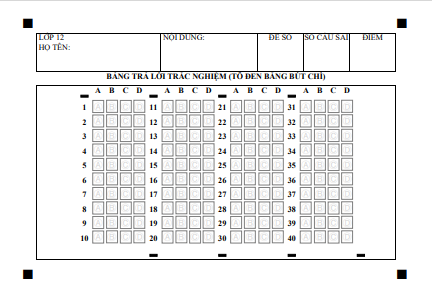 LỚP 12 NỘI DUNG: ĐỀ SỐ SỐ CÂU SAI ĐIỂM
HỌ TÊN:
BẢNG TRẢ LỜI TRẮC NGHIỆM (TÔ ĐEN BẰNG BÚT CHÌ)
A B C D A B C D A B C D A B C D
1 A B C D 11 A B C D 21 A B C D 31 A B C D
2 A B C D 12 A B C D 22 A B C D 32 A B C D
3 A B C D 13 A B C D 23 A B C D 33 A B C D
4 A B C D 14 A B C D 24 A B C D 34 A B C D
5 A B C D 15 A B C D 25 A B C D 35 A B C D
6 A B C D 16 A B C D 26 A B C D 36 A B C D
7 A B C D 17 A B C D 27 A B C D 37 A B C D
8 A B C D 18 A B C D 28 A B C D 38 A B C D
9 A B C D 19 A B C D 29 A B C D 39 A B C D
10 A B C D 20 A B C D 30 A B C D 40 A B C D